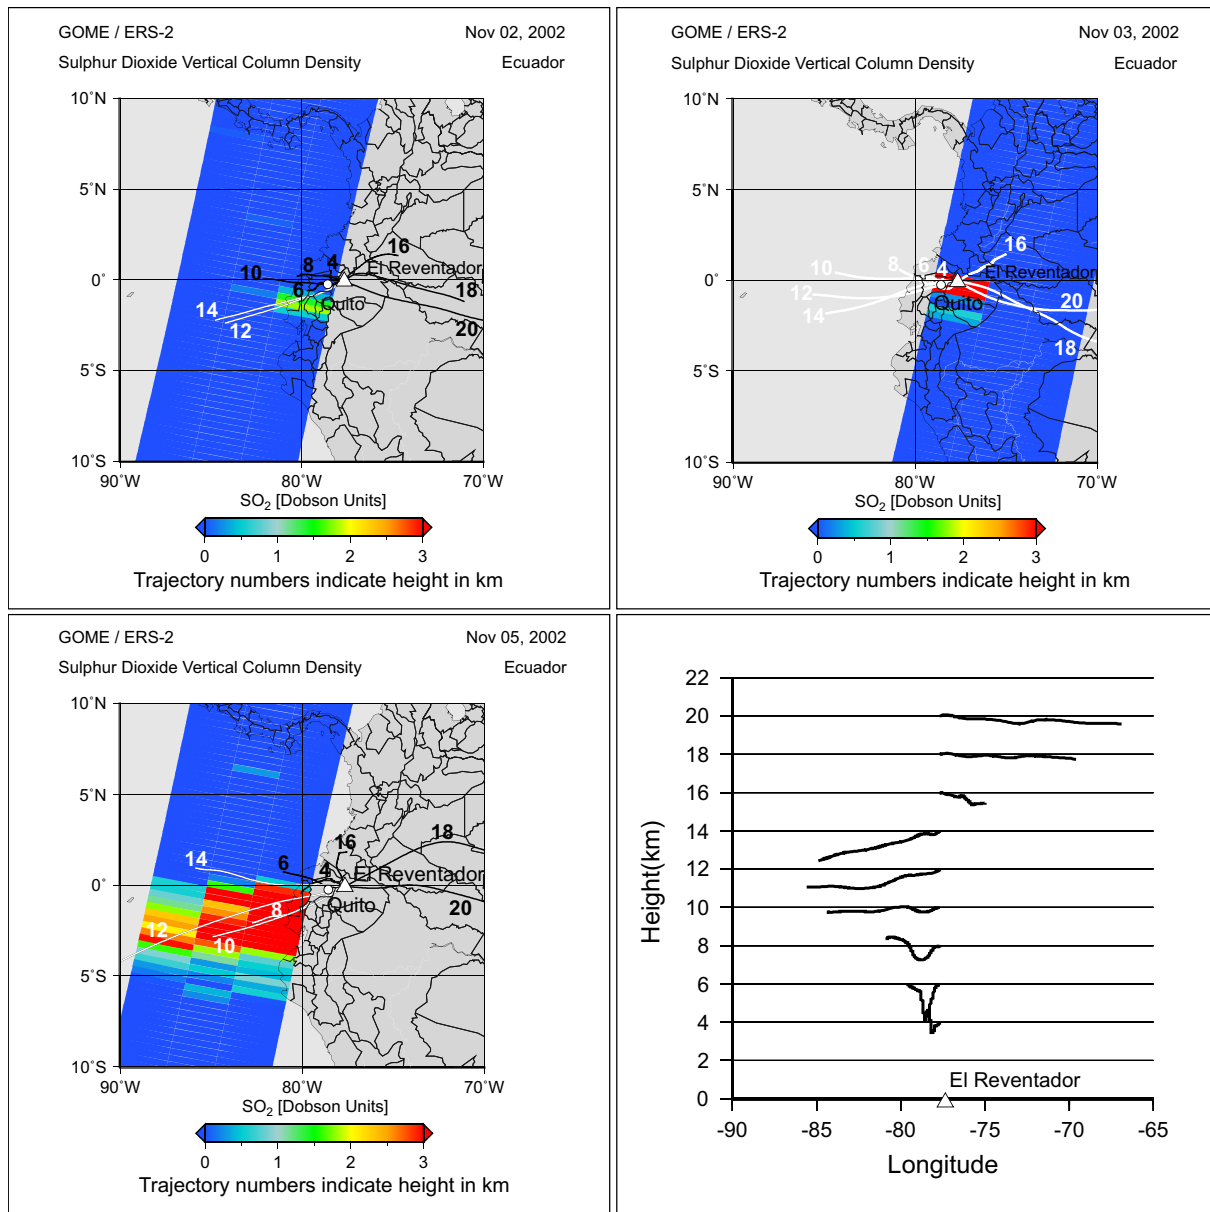 GOME / ERS-2 Nov 02, 2002
Sulphur Dioxide Vertical Column Density Ecuador
10˚N
5˚N
0˚
5˚S
10˚S
90˚W 80˚W 70˚W
16
El Reventador
8 4
10
6
18
Quito
14
12
20
SO2 [Dobson Units]
0 1 2 3
Trajectory numbers indicate height in km
GOME / ERS-2 Nov 03, 2002
Sulphur Dioxide Vertical Column Density Ecuador
10˚N
5˚N
0˚
5˚S
10˚S
90˚W 80˚W 70˚W
16
10 8 6 4
El Reventador
12
Quito
20
14
18
SO2 [Dobson Units]
0 1 2 3
Trajectory numbers indicate height in km
GOME / ERS-2 Nov 05, 2002
Sulphur Dioxide Vertical Column Density Ecuador
10˚N
5˚N
0˚
5˚S
10˚S
90˚W 80˚W 70˚W
18
16
14 6 4
El Reventador
8
Quito
20
12
10
SO2 [Dobson Units]
0 1 2 3
Trajectory numbers indicate height in km
22
20
18
16
14
12
10
8
6
4
2
0
Height(km)
El Reventador
-90 -85 -80 -75 -70 -65
Longitude